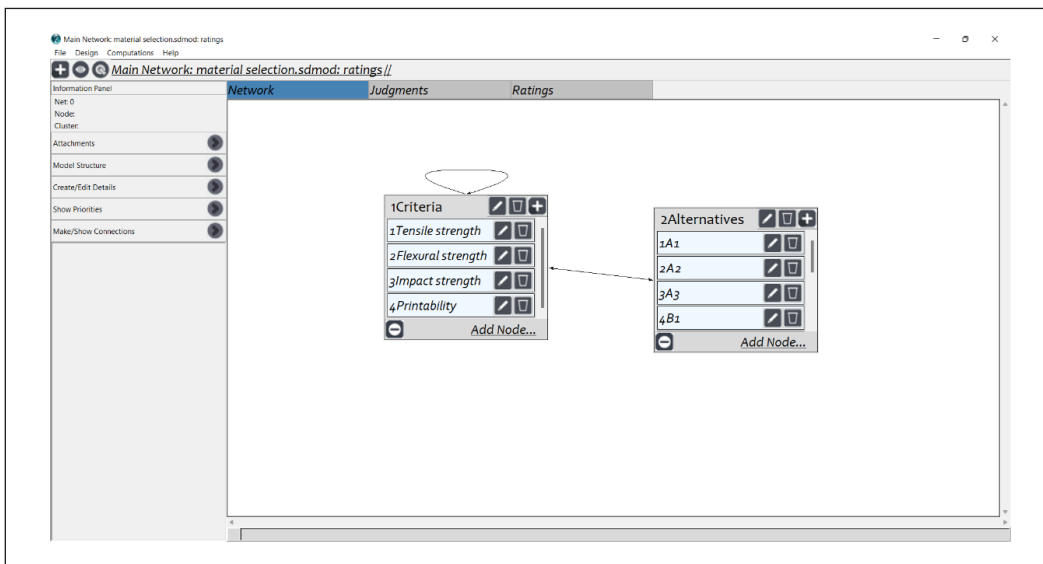 Main Network: material selection.sdmod: ratings
File Design Computations Help
Main Network: material selection.sdmod: ratings//
Information Panel
Net: 0
Node:
Cluster:
Attachments
Model Structure
Create/Edit Details
Show Priorities
Make/Show Connections
Network Judgments Ratings
1Criteria
1Tensile strength
2Flexural strength
3Impact strength
4Printability
Add Node...
2Alternatives
1A1
2A2
3A3
4B1
Add Node...